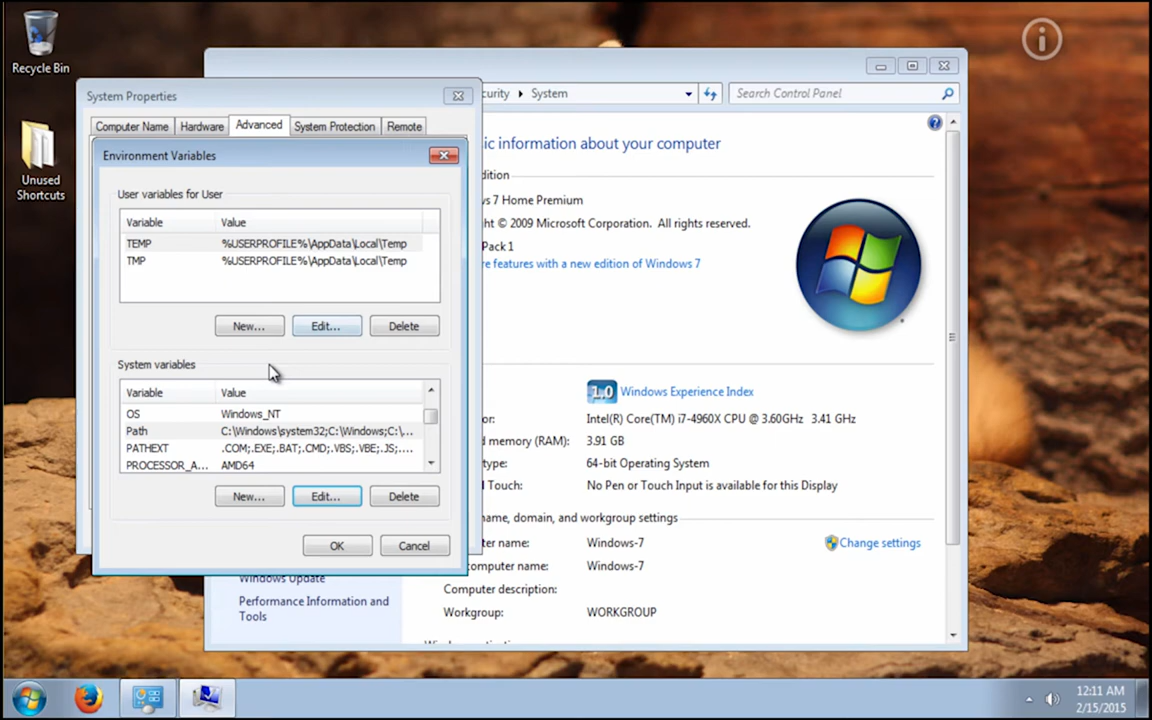 Recycle Bin
Unused
Shortcuts
i
System Properties
Computer Name
Hardware
Advanced
System Protection
Remote
Environment Variables
User variables for User
Variable Value
TEMP %USERPROFILE%\AppData\Local\Temp
TMP %USERPROFILE%\AppData\Local\Temp
New... Edit... Delete
System variables
Variable Value
OS Windows_NT
Path C:\Windows\system32;C:\Windows;C:\...
PATHEXT .COM;.EXE;.BAT;.CMD;.VBS;.VBE;.JS;....
PROCESSOR_A... AMD64
New... Edit... Delete
OK Cancel
curity System
Search Control Panel
ic information about your computer
dition
s 7 Home Premium
ht © 2009 Microsoft Corporation. All rights reserved.
Pack 1
re features with a new edition of Windows 7
1.0 Windows Experience Index
or: Intel(R) Core(TM) i7-4960X CPU @ 3.60GHz 3.41 GHz
d memory (RAM): 3.91 GB
type: 64-bit Operating System
d Touch: No Pen or Touch Input is available for this Display
name, domain, and workgroup settings
ter name: Windows-7
Change settings
computer name: Windows-7
Computer description:
Workgroup: WORKGROUP
Windows Update
Performance Information and
Tools
12:11 AM
2/15/2015